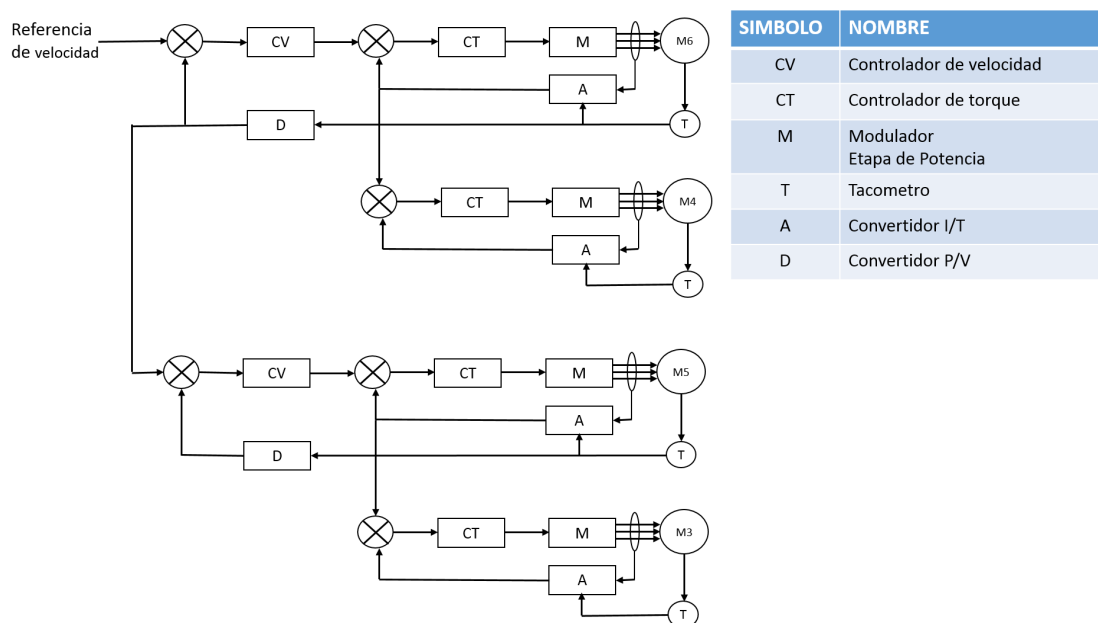 Referencia
de velocidad
CV
CT
M
M6
A
D
T
CT
M
M4
A
T
CV
CT
M
M5
A
D
T
CT
M
M3
A
T
SIMBOLO NOMBRE
CV Controlador de velocidad
CT Controlador de torque
M Modulador
Etapa de Potencia
T Tacometro
A Convertidor I/T
D Convertidor P/V